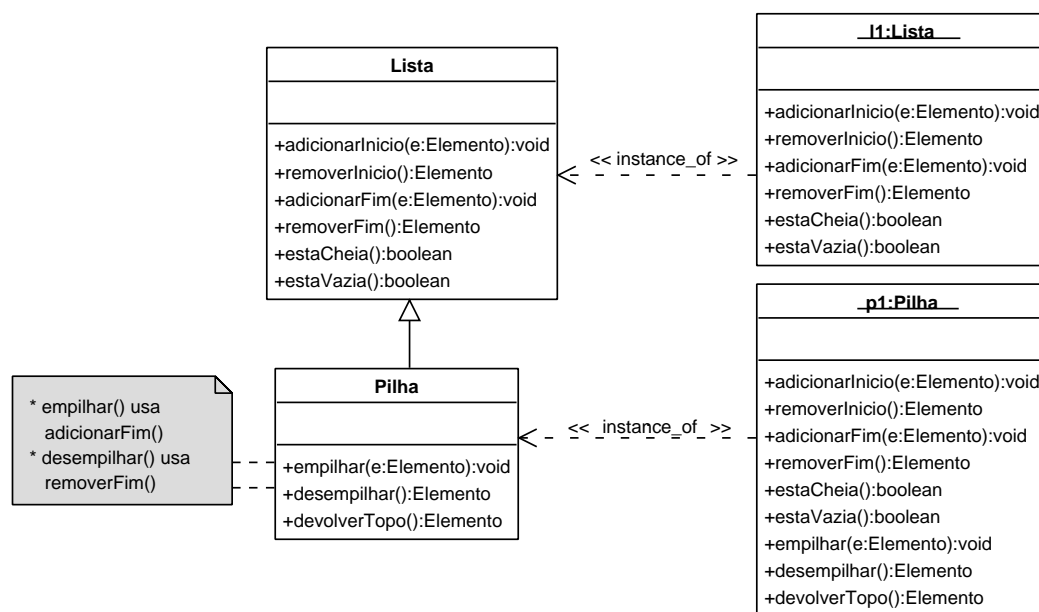 Lista
+adicionarInicio(e:Elemento):void
+removerInicio():Elemento
+adicionarFim(e:Elemento):void
+removerFim():Elemento
+estaCheia():boolean
+estaVazia():boolean
<< instance_of >>
l1:Lista
+adicionarInicio(e:Elemento):void
+removerInicio():Elemento
+adicionarFim(e:Elemento):void
+removerFim():Elemento
+estaCheia():boolean
+estaVazia():boolean
* empilhar() usa
adicionarFim()
* desempilhar() usa
removerFim()
Pilha
+empilhar(e:Elemento):void
+desempilhar():Elemento
+devolverTopo():Elemento
<< instance_of >>
p1:Pilha
+adicionarInicio(e:Elemento):void
+removerInicio():Elemento
+adicionarFim(e:Elemento):void
+removerFim():Elemento
+estaCheia():boolean
+estaVazia():boolean
+empilhar(e:Elemento):void
+desempilhar():Elemento
+devolverTopo():Elemento